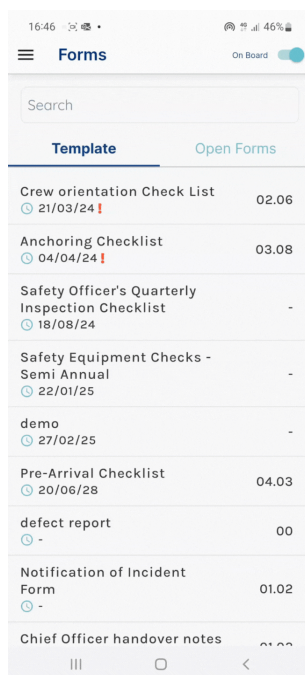 16:46
46%
Forms
On Board
Search
Template
Open Forms
Crew orientation Check List
21/03/24!
02.06
Anchoring Checklist
04/04/24!
03.08
Safety Officer's Quarterly
Inspection Checklist
18/08/24
-
Safety Equipment Checks -
Semi Annual
22/01/25
-
demo
27/02/25
-
Pre-Arrival Checklist
20/06/28
04.03
defect report
-
00
Notification of Incident
Form
-
01.02
Chief Officer handover notes